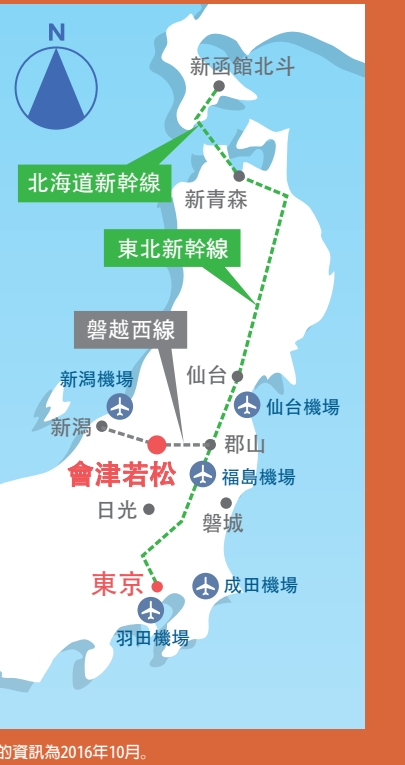 N
新函館北斗
北海道新幹線
新青森
東北新幹線
磐越西線
仙台
新潟機場
仙台機場
新潟
郡山
會津若松
福島機場
日光
磐城
東京
成田機場
羽田機場
的資訊為2016年10月。